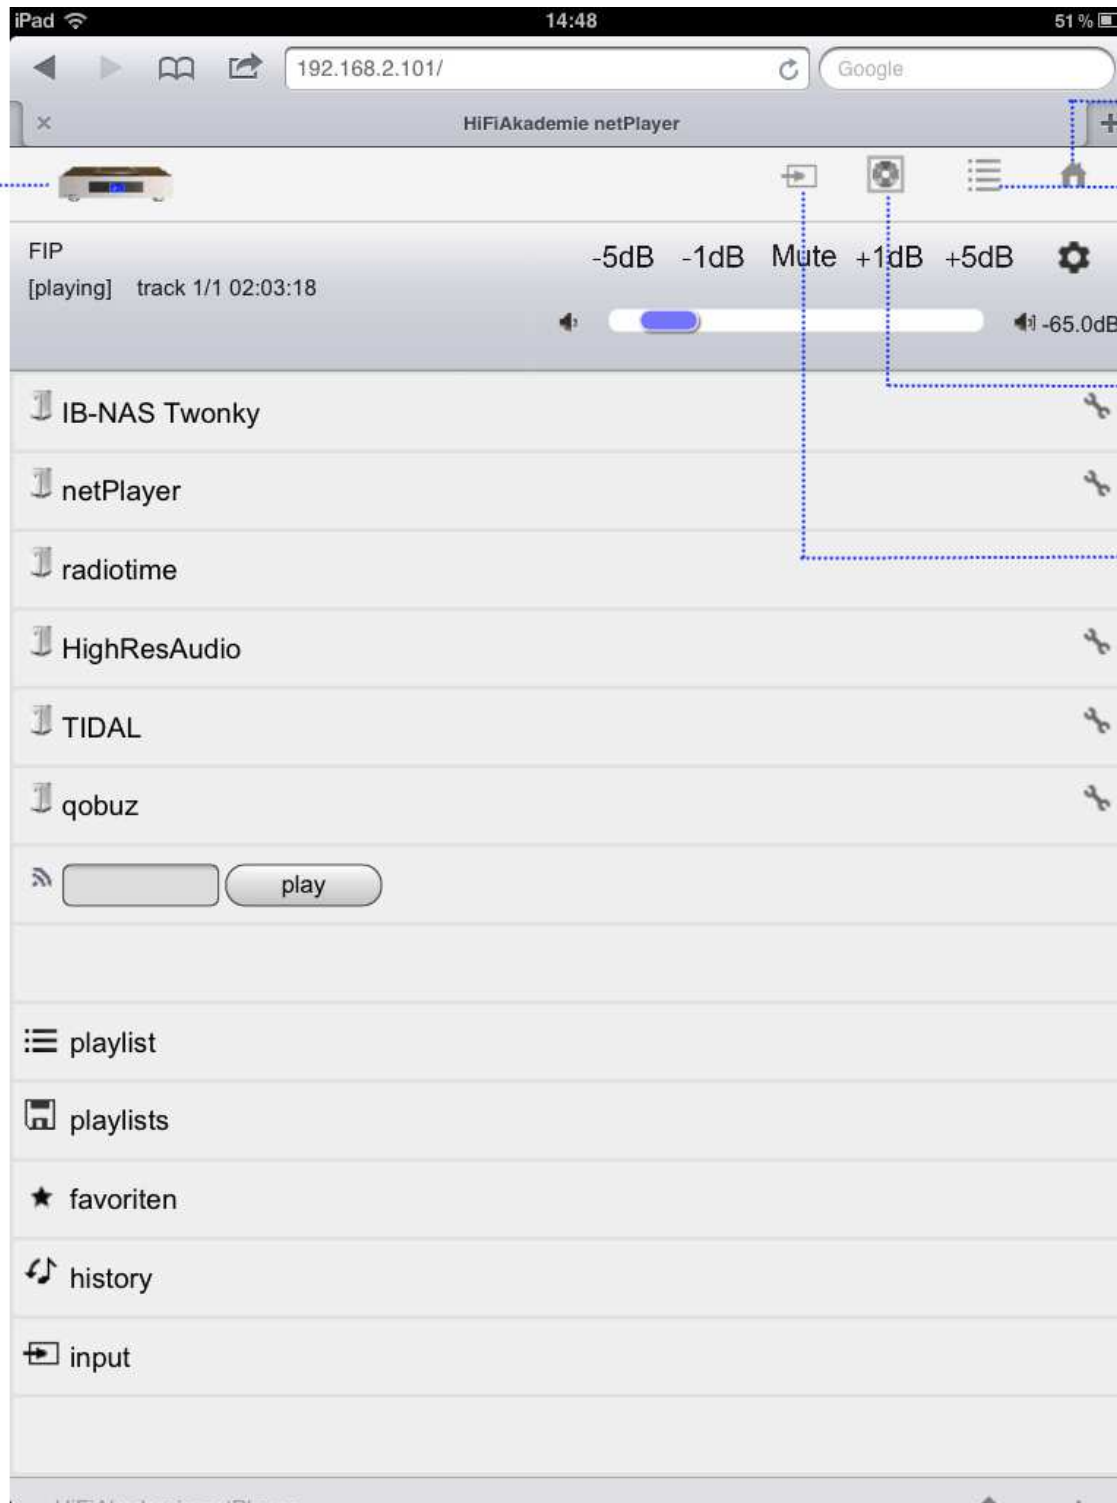 iPad 14:48 51 %
192.168.2.101/ Google
HiFiAkademie netPlayer
FIP -5dB -1dB Mute +1dB +5dB
[playing] track 1/1 02:03:18
-65.0dB
IB-NAS Twonky
netPlayer
radiotime
HighResAudio
TIDAL
qobuz
play
playlist
playlists
favoriten
history
input